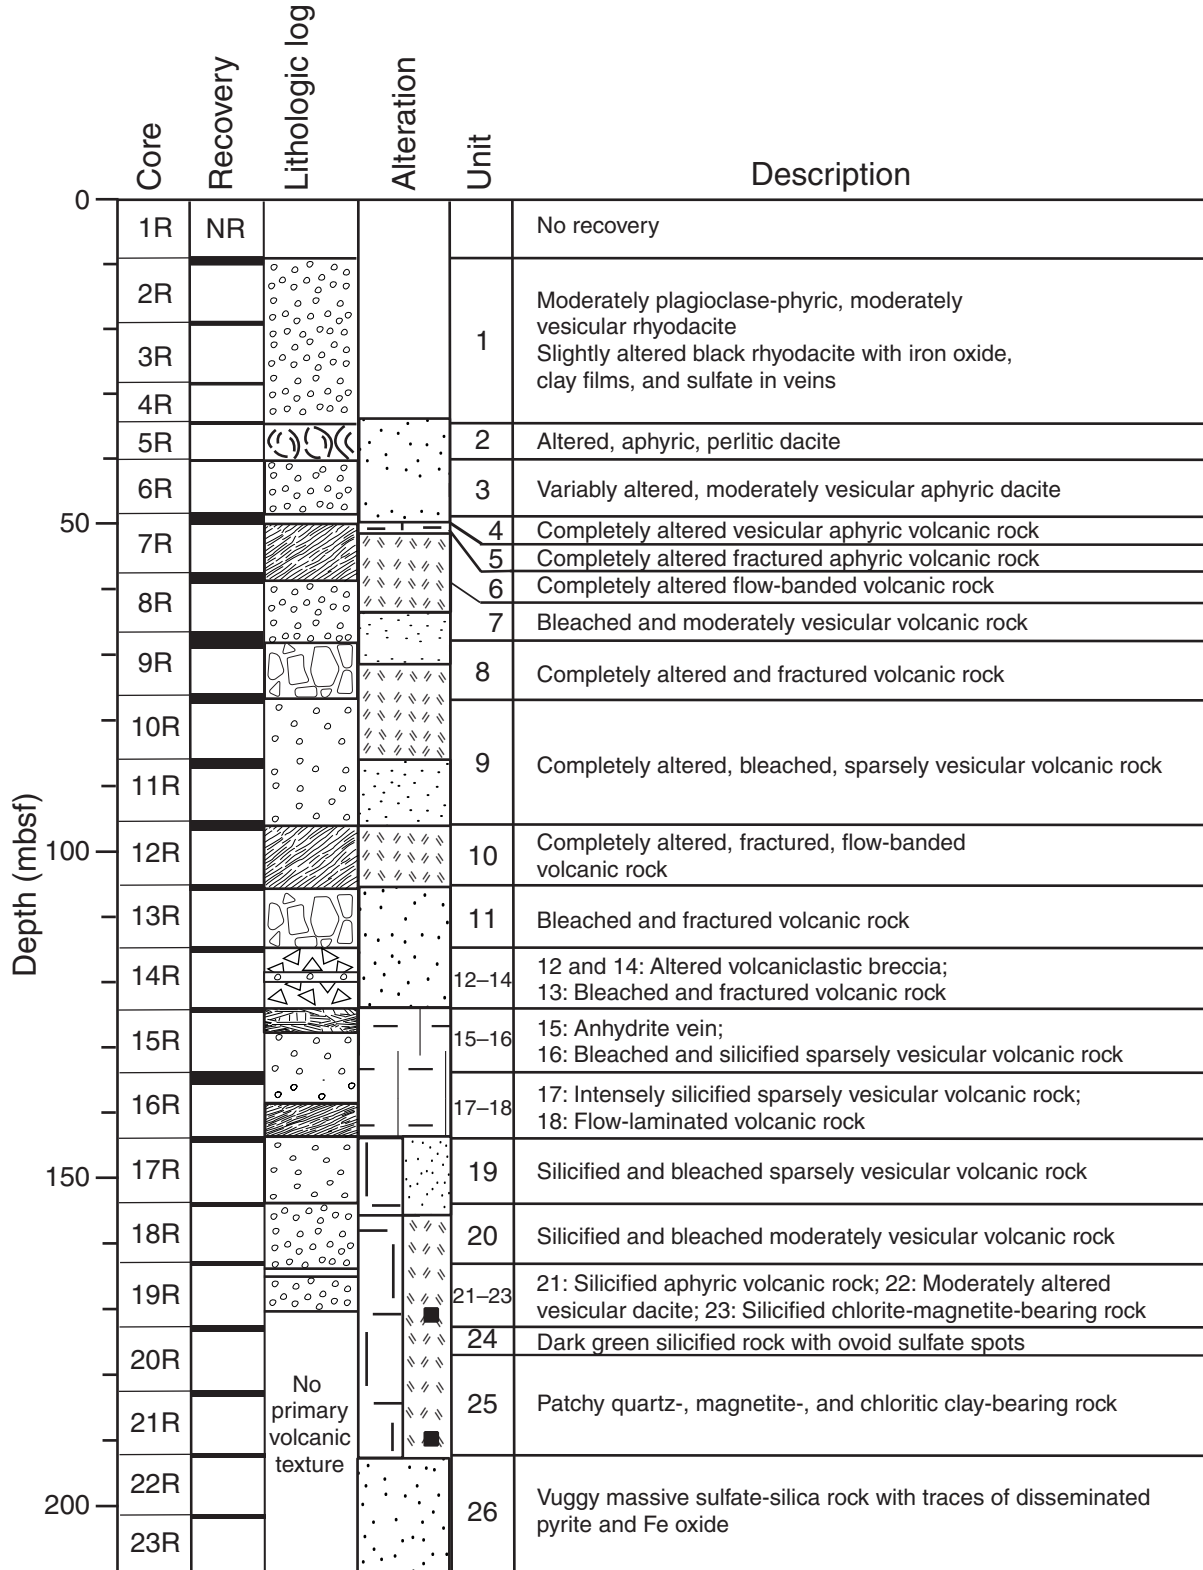 Core
Recovery
Lithologic log
Alteration
Unit
Description
Depth (mbsf)
0
50
100
150
200
1R
2R
3R
4R
5R
6R
7R
8R
9R
10R
11R
12R
13R
14R
15R
16R
17R
18R
19R
20R
21R
22R
23R
NR
No
primary
volcanic
texture
No recovery
1
Moderately plagioclase-phyric, moderately
vesicular rhyodacite
Slightly altered black rhyodacite with iron oxide,
clay films, and sulfate in veins
2
Altered, aphyric, perlitic dacite
3
Variably altered, moderately vesicular aphyric dacite
4
Completely altered vesicular aphyric volcanic rock
5
Completely altered fractured aphyric volcanic rock
6
Completely altered flow-banded volcanic rock
7
Bleached and moderately vesicular volcanic rock
8
Completely altered and fractured volcanic rock
9
Completely altered, bleached, sparsely vesicular volcanic rock
10
Completely altered, fractured, flow-banded
volcanic rock
11
Bleached and fractured volcanic rock
12–14
12 and 14: Altered volcaniclastic breccia;
13: Bleached and fractured volcanic rock
15–16
15: Anhydrite vein;
16: Bleached and silicified sparsely vesicular volcanic rock
17–18
17: Intensely silicified sparsely vesicular volcanic rock;
18: Flow-laminated volcanic rock
19
Silicified and bleached sparsely vesicular volcanic rock
20
Silicified and bleached moderately vesicular volcanic rock
21–23
21: Silicified aphyric volcanic rock; 22: Moderately altered
vesicular dacite; 23: Silicified chlorite-magnetite-bearing rock
24
Dark green silicified rock with ovoid sulfate spots
25
Patchy quartz-, magnetite-, and chloritic clay-bearing rock
26
Vuggy massive sulfate-silica rock with traces of disseminated
pyrite and Fe oxide